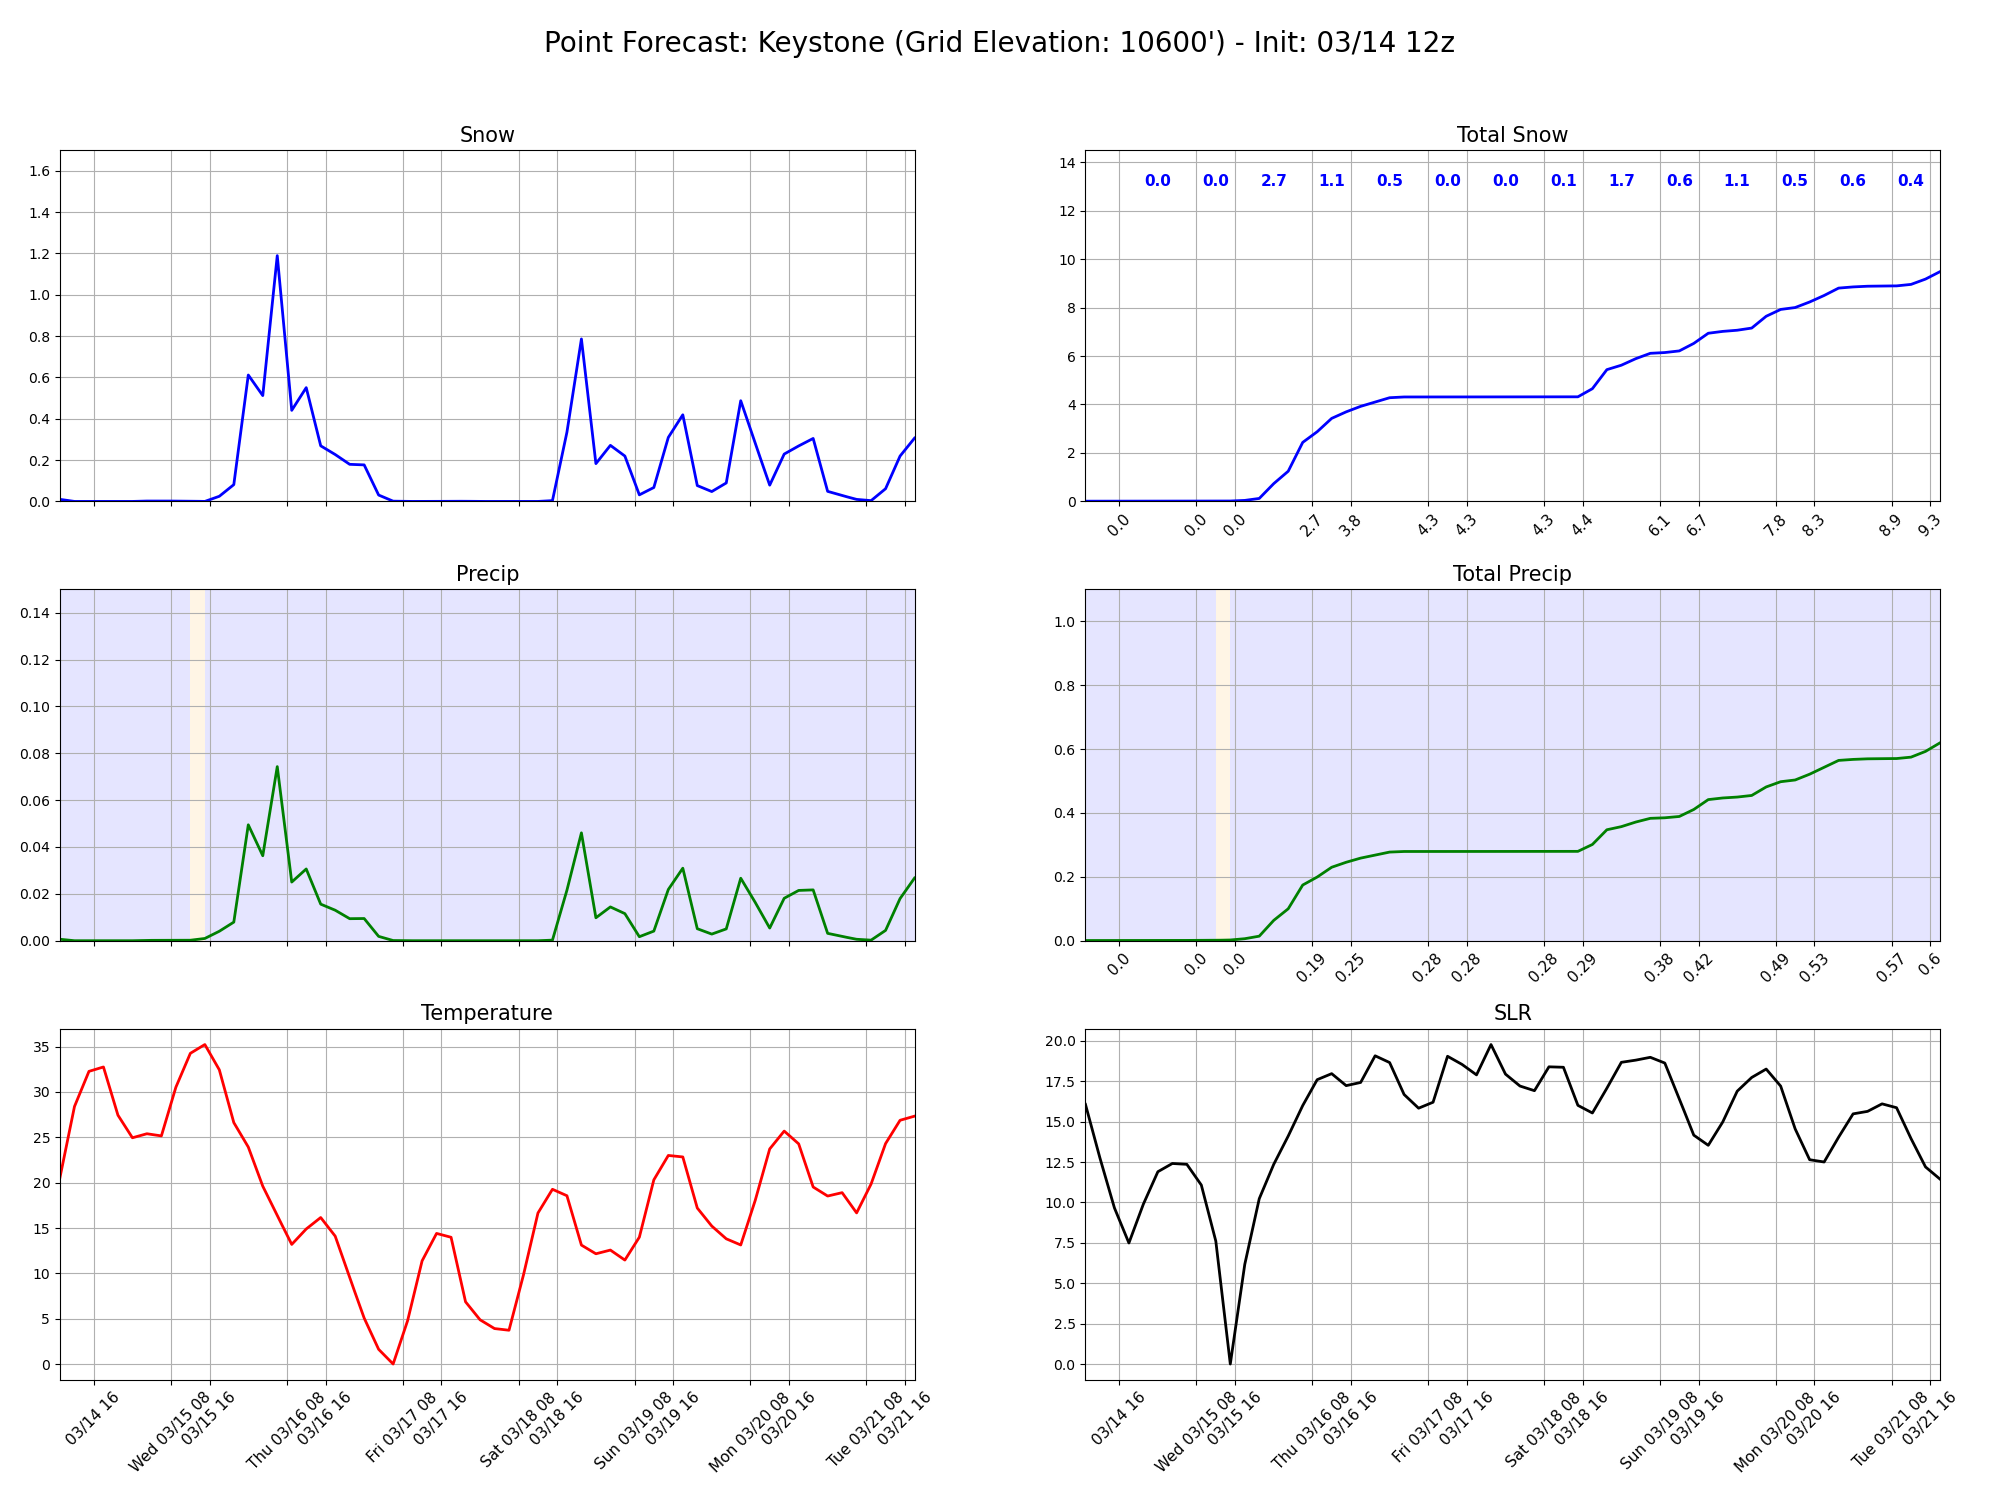 Point Forecast: Keystone (Grid Elevation: 10600') - Init: 03/14 12z
Snow
1.6
1.4
1.2
1.0
0.8
0.6
0.4
0.2
0.0
Total Snow
14
12
10
8
6
4
2
0
0.0 0.0 2.7 1.1 0.5 0.0 0.0 0.1 1.7 0.6 1.1 0.5 0.6 0.4
0.0 0.0 0.0 2.7 3.8 4.3 4.3 4.3 4.4 6.1 6.7 7.8 8.3 8.9 9.3
Precip
0.14
0.12
0.10
0.08
0.06
0.04
0.02
0.00
Total Precip
1.0
0.8
0.6
0.4
0.2
0.0
0.0 0.0 0.0 0.19 0.25 0.28 0.28 0.28 0.29 0.38 0.42 0.49 0.53 0.57 0.6
Temperature
35
30
25
20
15
10
5
0
03/14 16
Wed 03/15 08
03/15 16
Thu 03/16 08
03/16 16
Fri 03/17 08
03/17 16
Sat 03/18 08
03/18 16
Sun 03/19 08
03/19 16
Mon 03/20 08
03/20 16
Tue 03/21 08
03/21 16
SLR
20.0
17.5
15.0
12.5
10.0
7.5
5.0
2.5
0.0
03/14 16
Wed 03/15 08
03/15 16
Thu 03/16 08
03/16 16
Fri 03/17 08
03/17 16
Sat 03/18 08
03/18 16
Sun 03/19 08
03/19 16
Mon 03/20 08
03/20 16
Tue 03/21 08
03/21 16